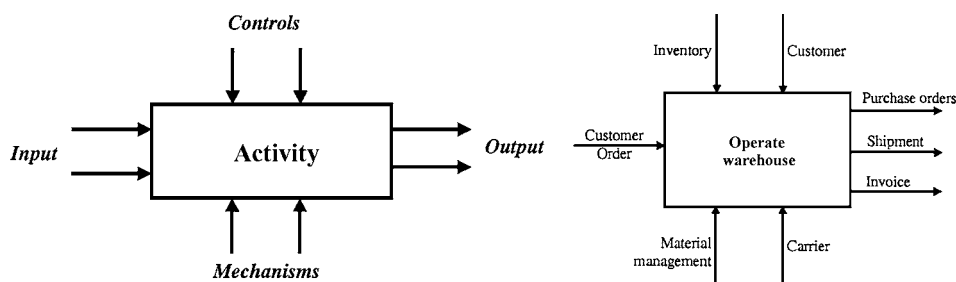 Controls
Input
Activity
Output
Mechanisms
Inventory
Customer
Customer
Order
Operate
warehouse
Purchase orders
Shipment
Invoice
Material
management
Carrier